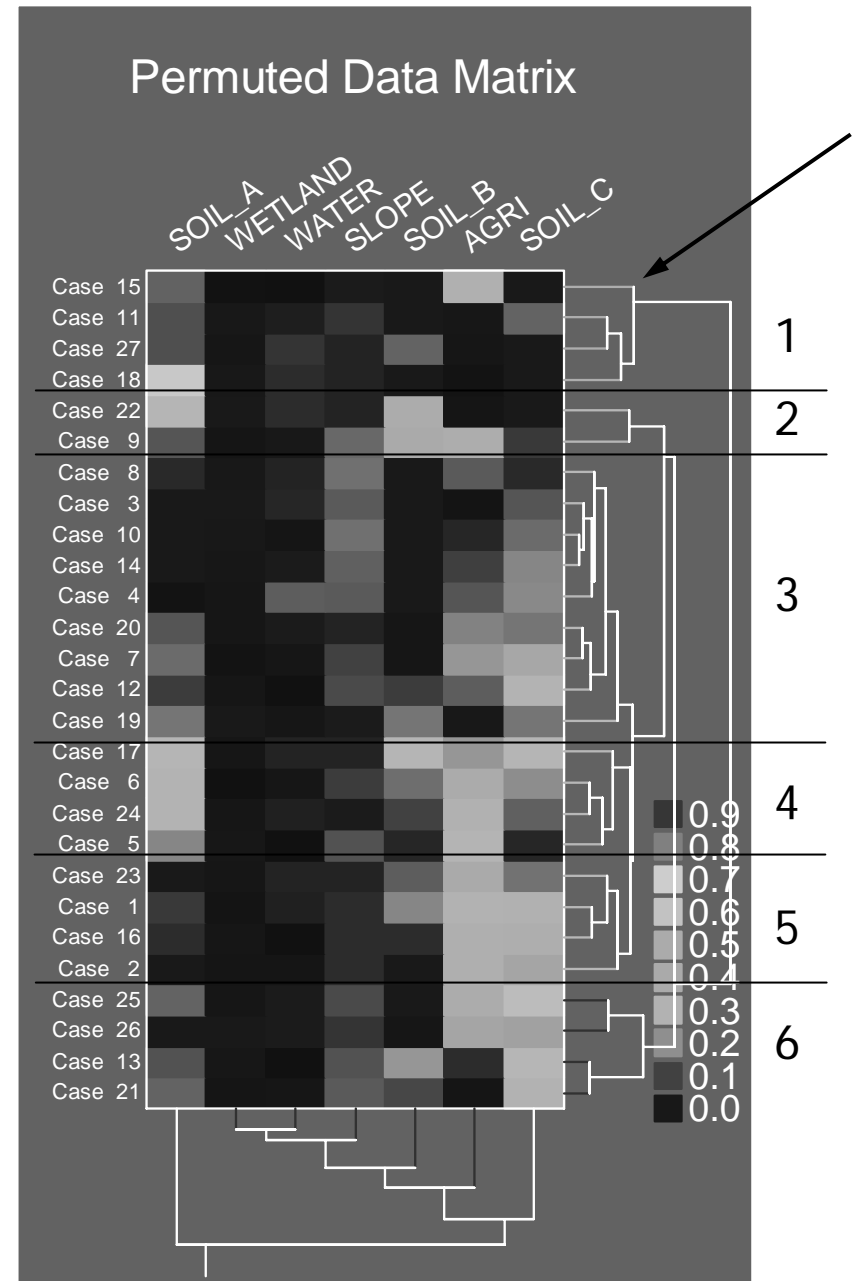 Permuted Data Matrix
SOIL_A
WETLAND
WATER
SLOPE
SOIL_B
AGRI
SOIL_C
Case 15
Case 11
Case 27
Case 18
Case 22
Case 9
Case 8
Case 3
Case 10
Case 14
Case 4
Case 20
Case 7
Case 12
Case 19
Case 17
Case 6
Case 24
Case 5
Case 23
Case 1
Case 16
Case 2
Case 25
Case 26
Case 13
Case 21
1
2
3
4
5
6
0.9
0.8
0.7
0.6
0.5
0.4
0.3
0.2
0.1
0.0